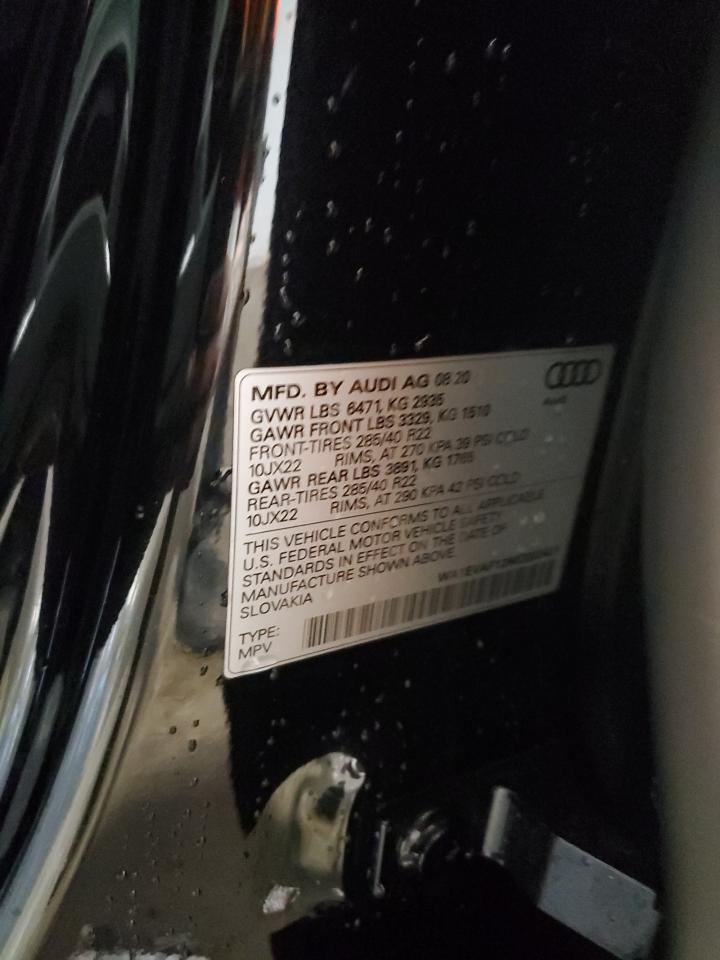 MFD. BY AUDI AG 08 20
GVWR LBS 6471, KG 2935
GAWR FRONT LBS 3329, KG 1510
FRONT-TIRES 285/40 R22
10JX22 RIMS, AT 270 KPA 39 PSI COLD
GAWR REAR LBS 3891, KG 1765
REAR-TIRES 285/40 R22
10JX22 RIMS, AT 290 KPA 42 PSI COLD
THIS VEHICLE CONFORMS TO ALL APPLICABLE
U.S. FEDERAL MOTOR VEHICLE SAFETY
STANDARDS IN EFFECT ON THE DATE OF
MANUFACTURE SHOWN ABOVE.
SLOVAKIA
TYPE:
MPV
Audi